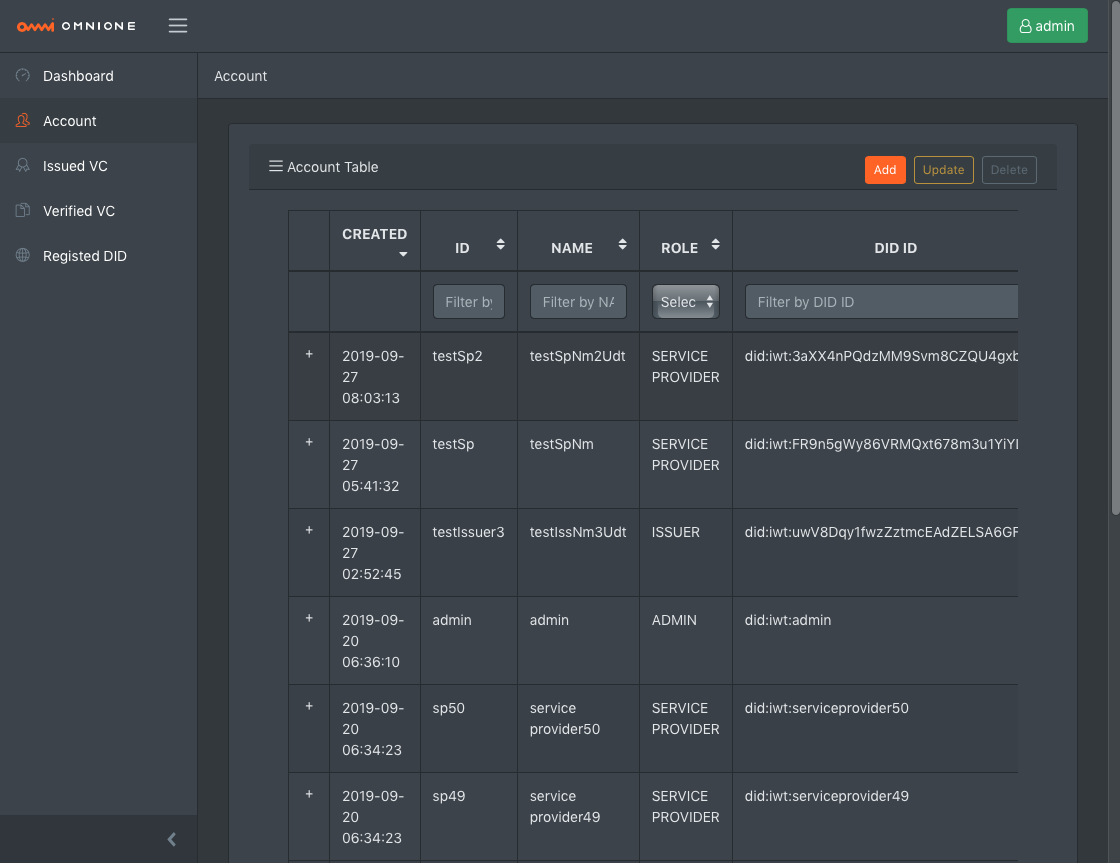 omni OMNIONE
admin
Dashboard
Account
Issued VC
Verified VC
Registed DID
Account
Account Table
Add
Update
Delete
CREATED ID NAME ROLE DID ID
Filter by Filter by NA Selec Filter by DID ID
+ 2019-09- testSp2 testSpNm2Udt SERVICE did:iwt:3aXX4nPQdzMM9Svm8CZQU4gxb
27 PROVIDER
08:03:13
+ 2019-09- testSp testSpNm SERVICE did:iwt:FR9n5gWy86VRMQxt678m3u1YiYI
27 PROVIDER
05:41:32
+ 2019-09- testIssuer3 testIssNm3Udt ISSUER did:iwt:uwV8Dqy1fwzZztmcEAdZELSA6GF
27
02:52:45
+ 2019-09- admin admin ADMIN did:iwt:admin
20
06:36:10
+ 2019-09- sp50 service SERVICE did:iwt:serviceprovider50
20 provider50 PROVIDER
06:34:23
+ 2019-09- sp49 service SERVICE did:iwt:serviceprovider49
20 provider49 PROVIDER
06:34:23